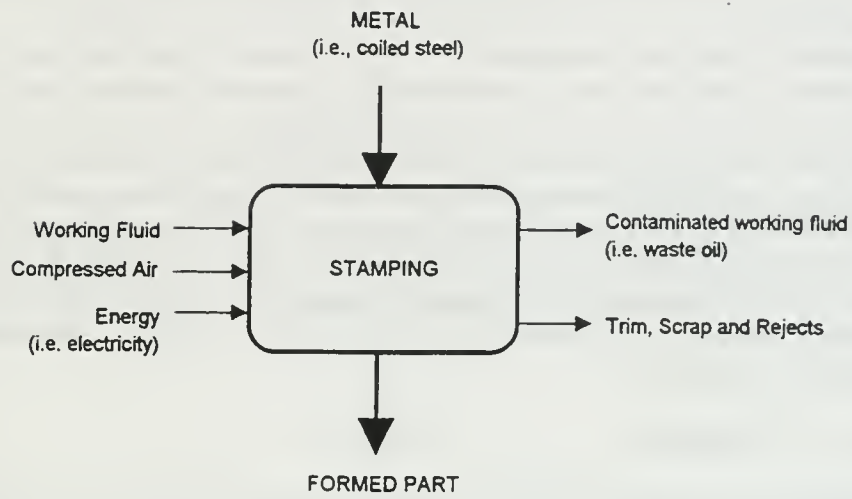 METAL
(i.e., coiled steel)
Working Fluid
Compressed Air
Energy
(i.e. electricity)
STAMPING
Contaminated working fluid
(i.e. waste oil)
Trim, Scrap and Rejects
FORMED PART